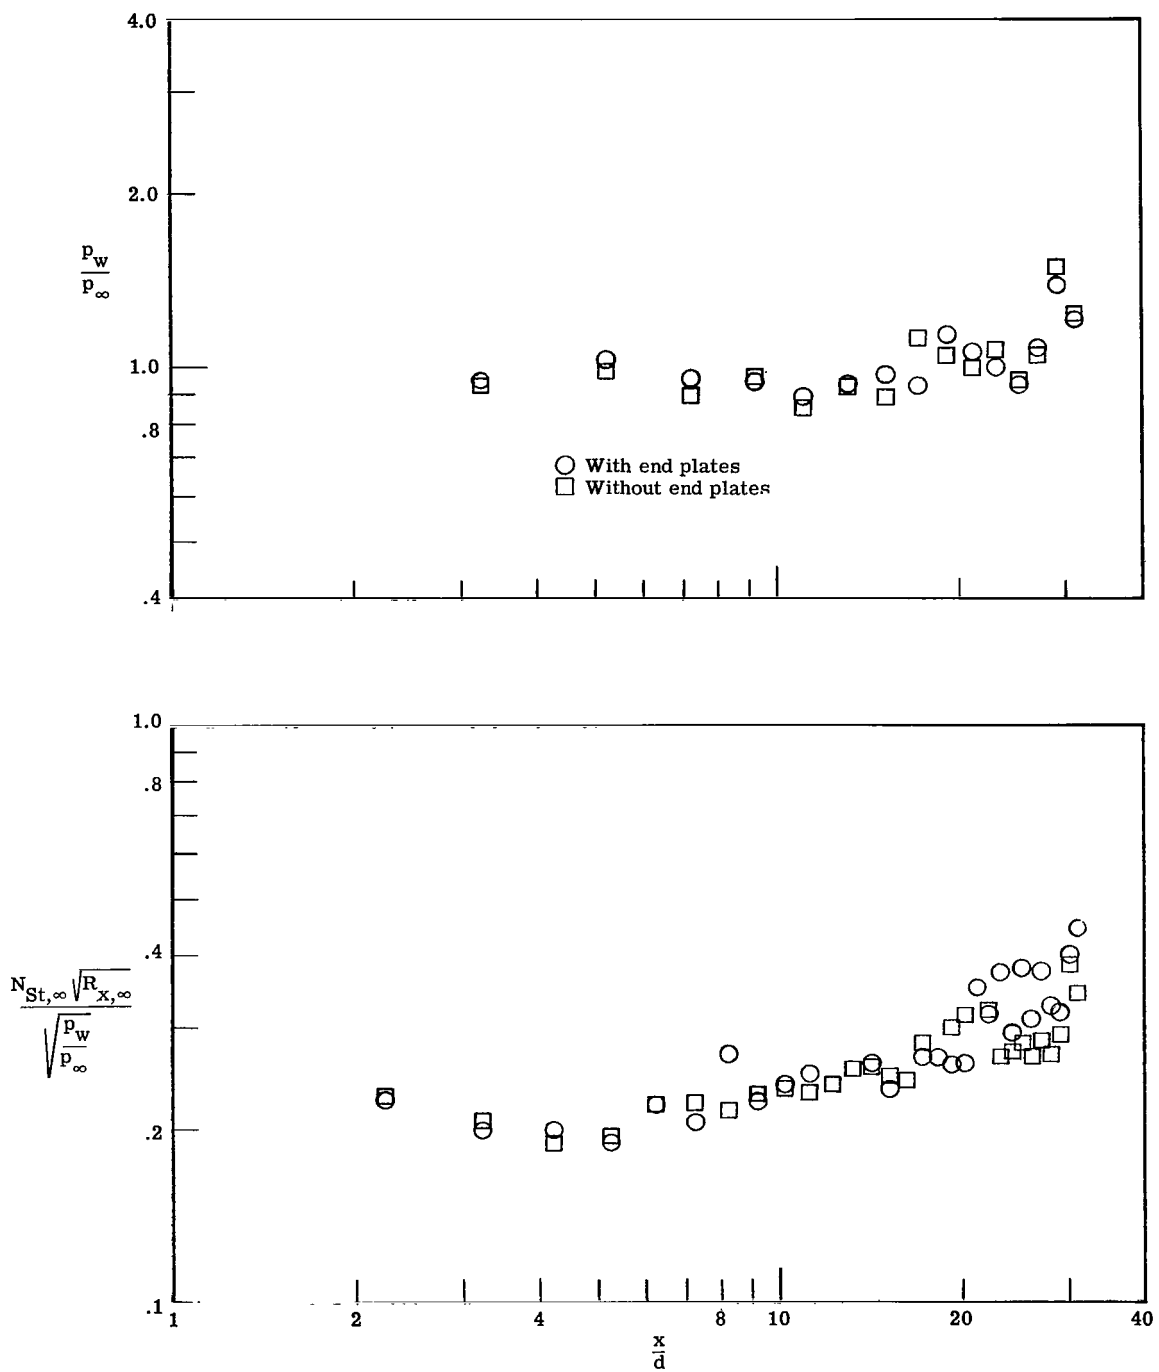 4.0
2.0
p_w
p_∞
1.0
.8
○ With end plates
□ Without end plates
.4
1.0
.8
.4
N_St,∞ √R_x,∞
√p_w
p_∞
.2
.1
1 2 4 8 10 20 40
x
d